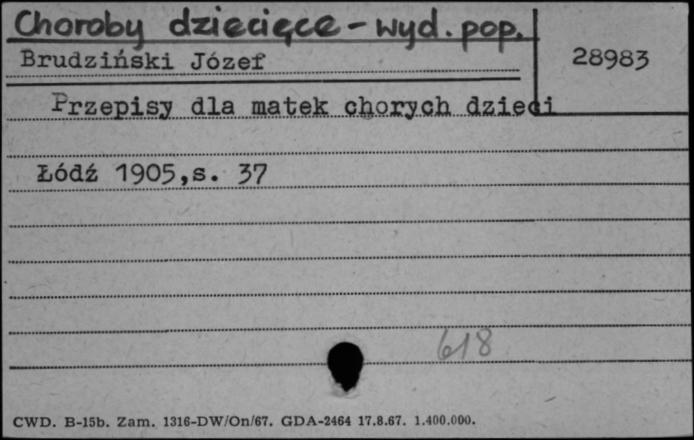 Choroby dziecięce - wyd. pop.
Brudziński Józef
28983
Przepisy dla matek chorych dzieci
Łódź 1905,s. 37
618
CWD. B-15b. Zam. 1316-DW/On/67. GDA-2464 17.8.67. 1.400.000.